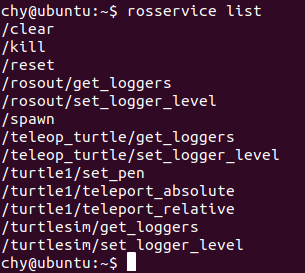 chy@ubuntu:~$ rosservice list
/clear
/kill
/reset
/rosout/get_loggers
/rosout/set_logger_level
/spawn
/teleop_turtle/get_loggers
/teleop_turtle/set_logger_level
/turtle1/set_pen
/turtle1/teleport_absolute
/turtle1/teleport_relative
/turtlesim/get_loggers
/turtlesim/set_logger_level
chy@ubuntu:~$